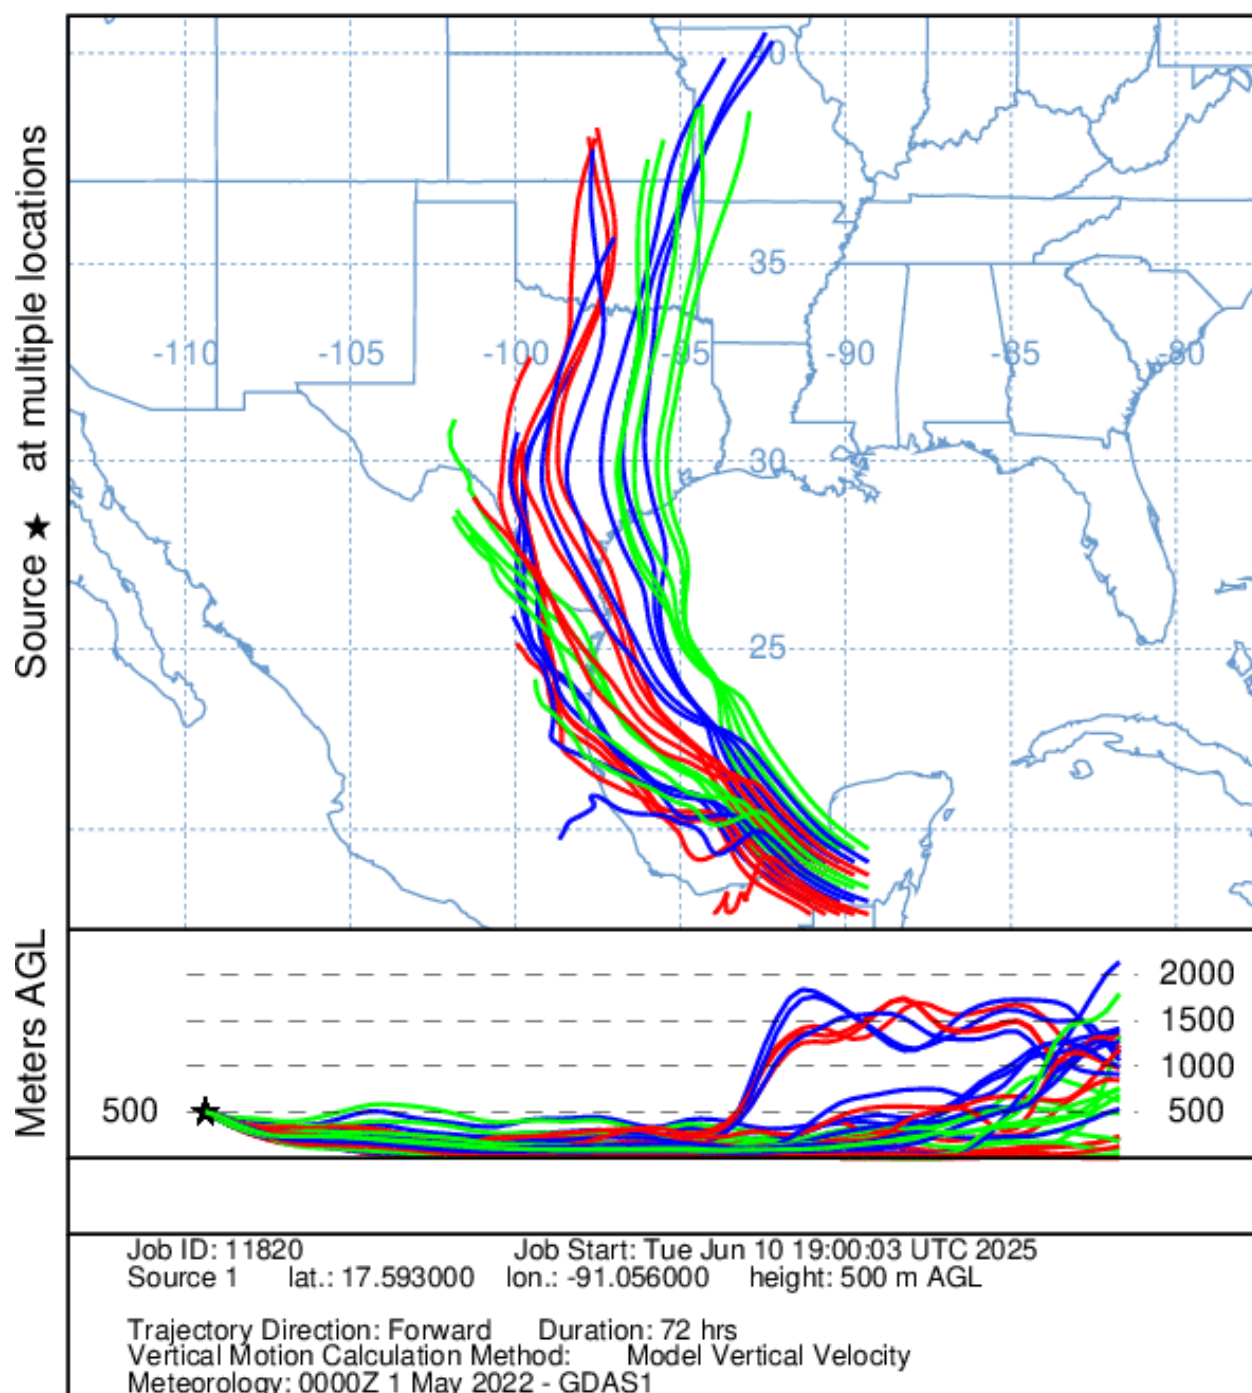 Source ★ at multiple locations
40
35
-110 -105 -100 -95 -90 -85 -80
30
25
Meters AGL
2000
1500
1000
500 500
Job ID: 11820 Job Start: Tue Jun 10 19:00:03 UTC 2025
Source 1 lat.: 17.593000 lon.: -91.056000 height: 500 m AGL
Trajectory Direction: Forward Duration: 72 hrs
Vertical Motion Calculation Method: Model Vertical Velocity
Meteorology: 0000Z 1 May 2022 - GDAS1